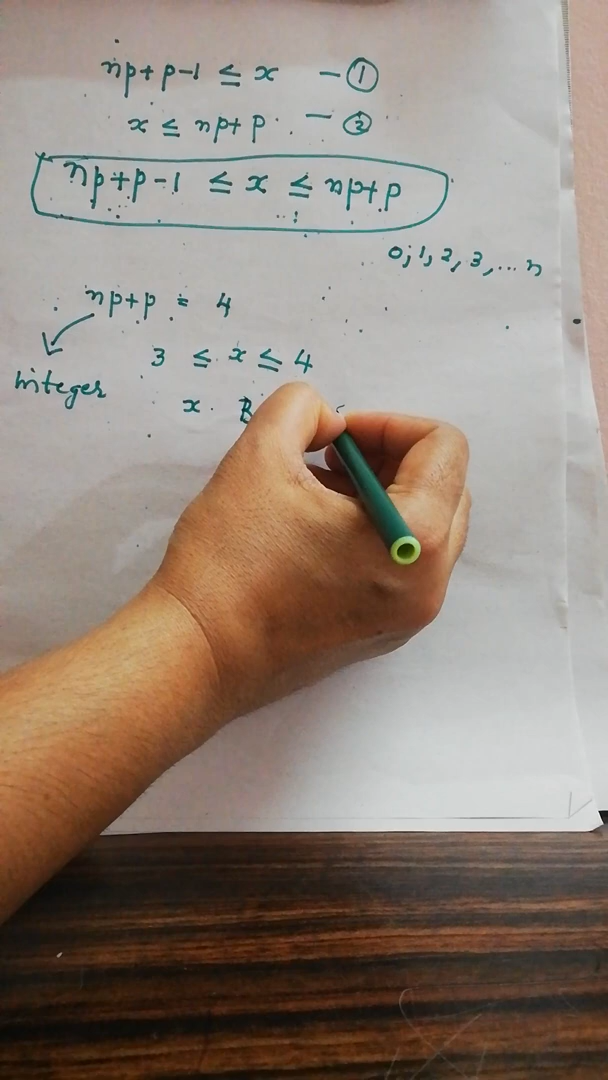 np+p-1 ≤ x - ①
x ≤ np+p - ②
np+p-1 ≤ x ≤ np+p
0, 1, 2, 3, ... n
np+p = 4
3 ≤ x ≤ 4
integer
x B